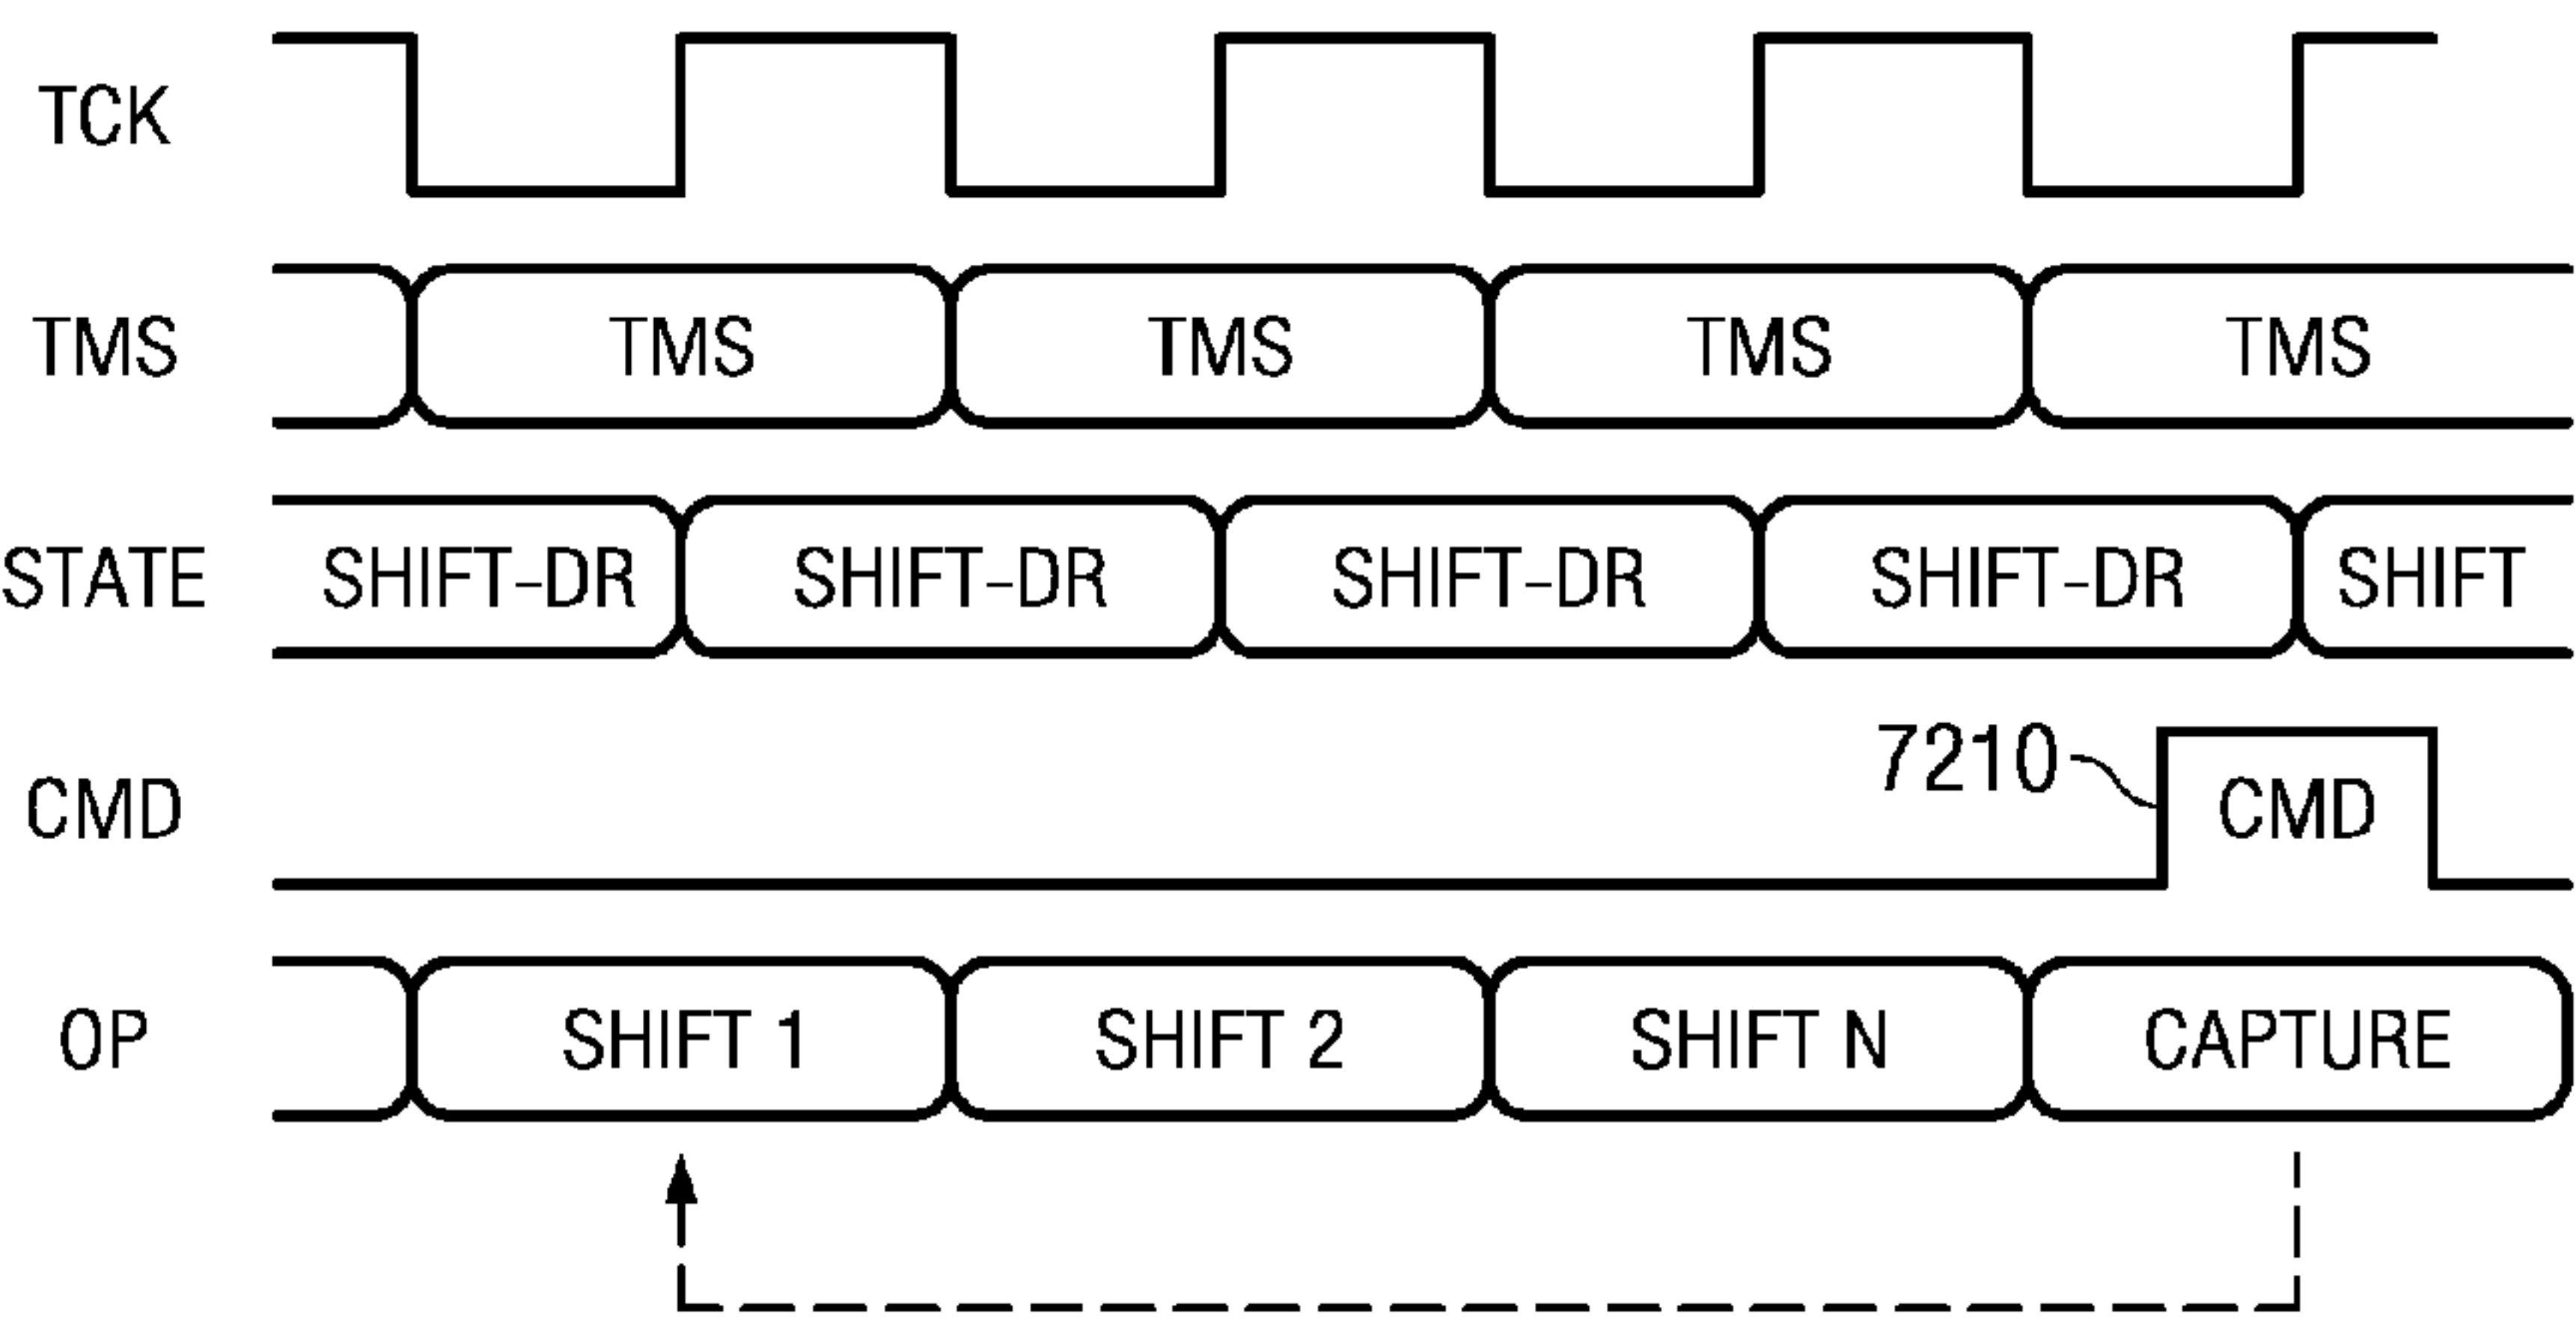 TCK
TMS TMS TMS TMS TMS
STATE SHIFT-DR SHIFT-DR SHIFT-DR SHIFT-DR SHIFT
7210
CMD CMD
OP SHIFT 1 SHIFT 2 SHIFT N CAPTURE